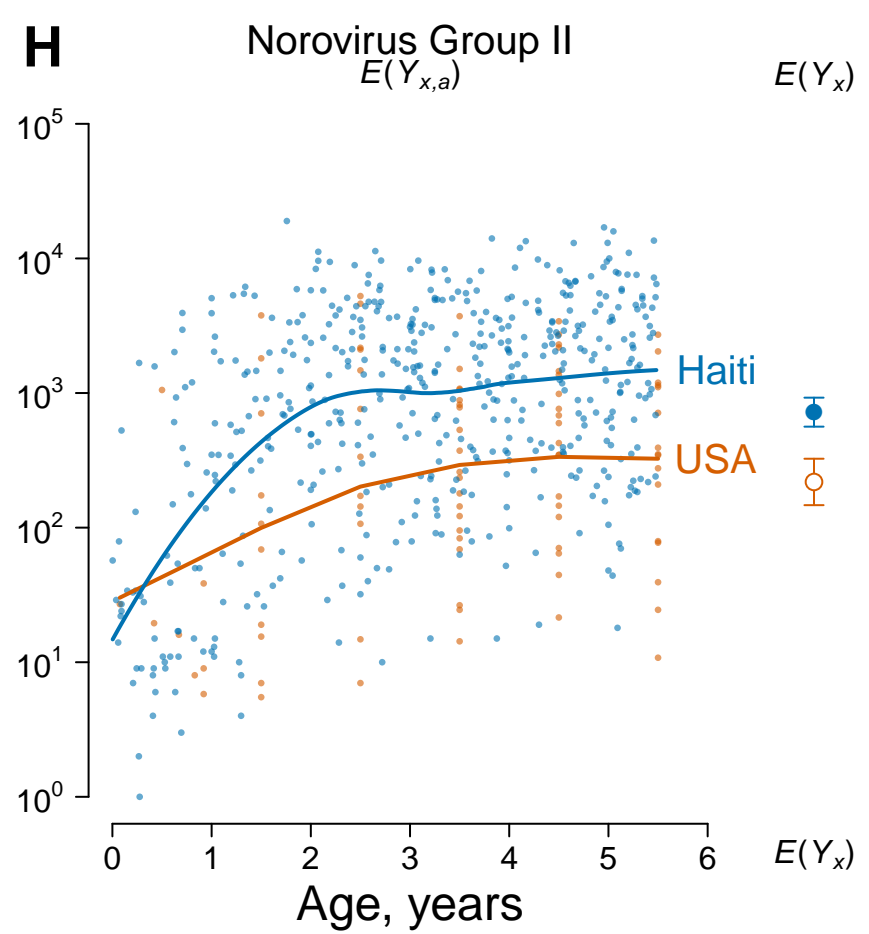 H
Norovirus Group II
E(Yx,a)
E(Yx)
10^5
10^4
10^3
10^2
10^1
10^0
Haiti
USA
0 1 2 3 4 5 6
E(Yx)
Age, years